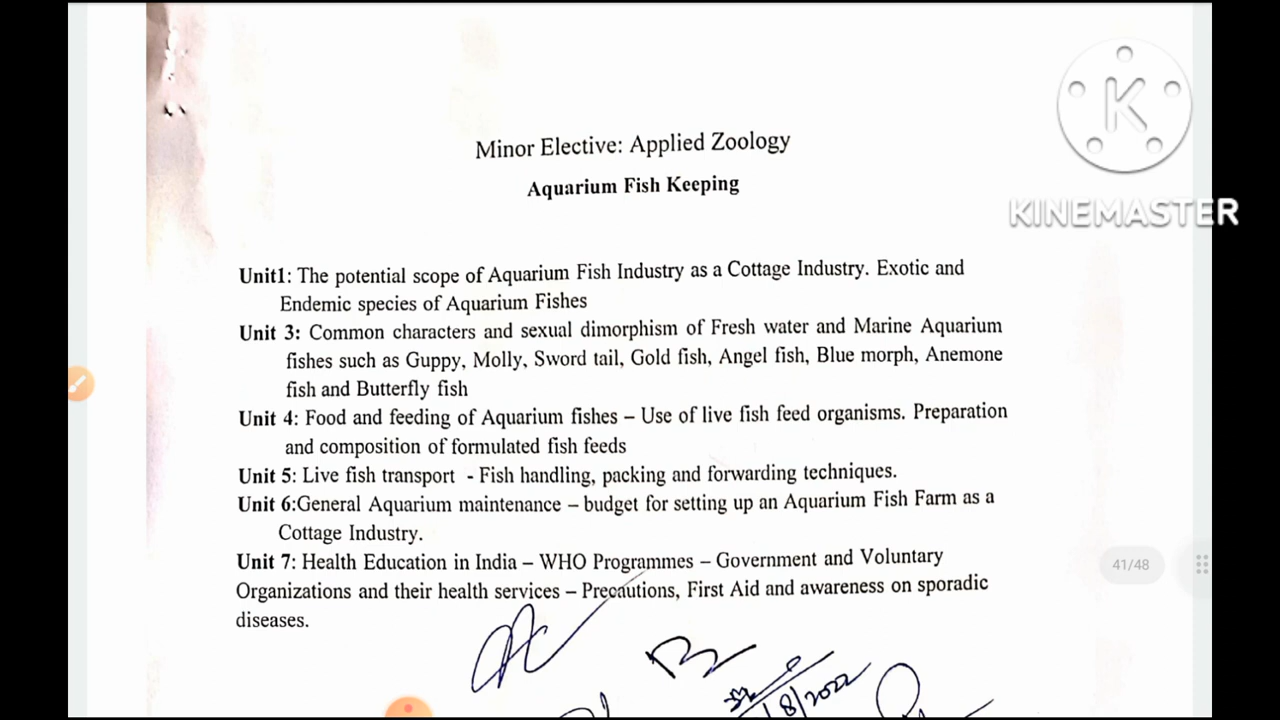 Minor Elective: Applied Zoology
Aquarium Fish Keeping
K
KINEMASTER
Unit1: The potential scope of Aquarium Fish Industry as a Cottage Industry. Exotic and
Endemic species of Aquarium Fishes
Unit 3: Common characters and sexual dimorphism of Fresh water and Marine Aquarium
fishes such as Guppy, Molly, Sword tail, Gold fish, Angel fish, Blue morph, Anemone
fish and Butterfly fish
Unit 4: Food and feeding of Aquarium fishes – Use of live fish feed organisms. Preparation
and composition of formulated fish feeds
Unit 5: Live fish transport - Fish handling, packing and forwarding techniques.
Unit 6:General Aquarium maintenance – budget for setting up an Aquarium Fish Farm as a
Cottage Industry.
41/48
Unit 7: Health Education in India – WHO Programmes – Government and Voluntary
Organizations and their health services – Precautions, First Aid and awareness on sporadic
diseases.
/8/2022